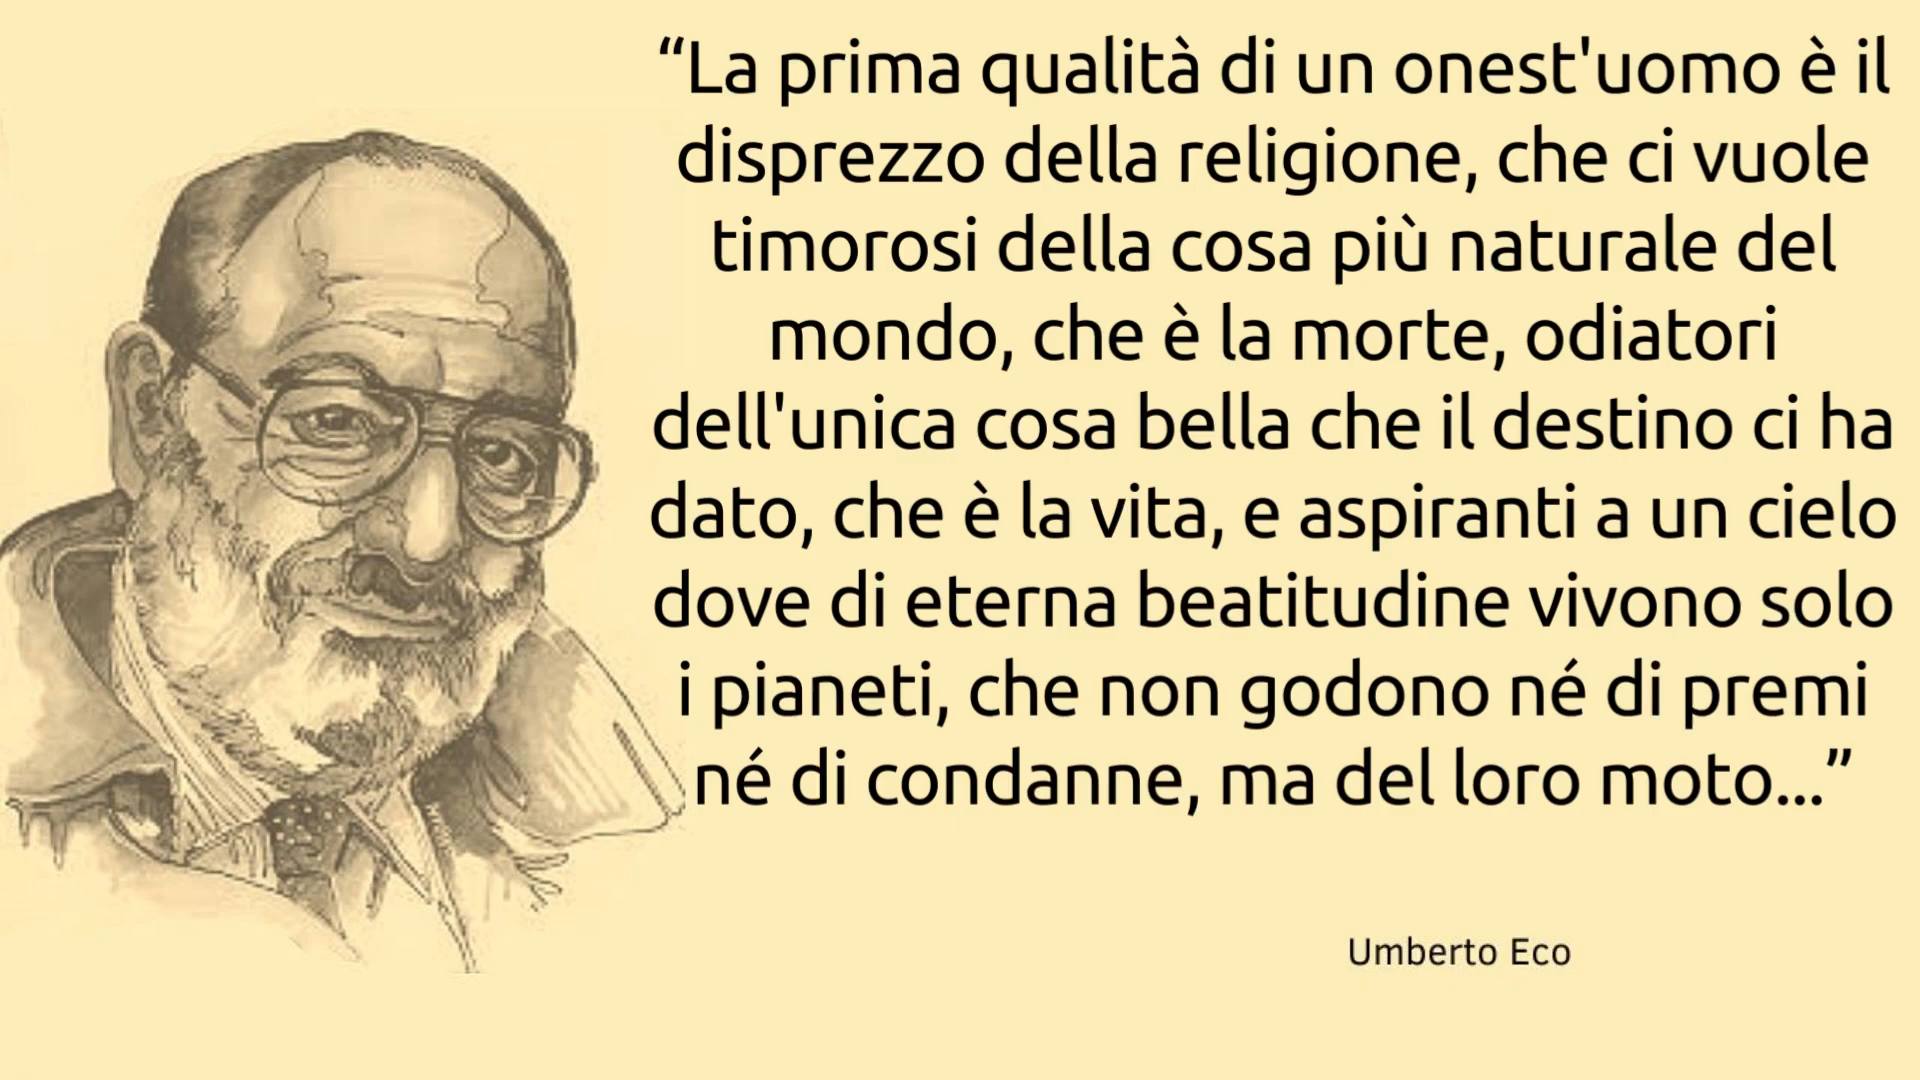 “La prima qualità di un onest'uomo è il
disprezzo della religione, che ci vuole
timorosi della cosa più naturale del
mondo, che è la morte, odiatori
dell'unica cosa bella che il destino ci ha
dato, che è la vita, e aspiranti a un cielo
dove di eterna beatitudine vivono solo
i pianeti, che non godono né di premi
né di condanne, ma del loro moto...”
Umberto Eco